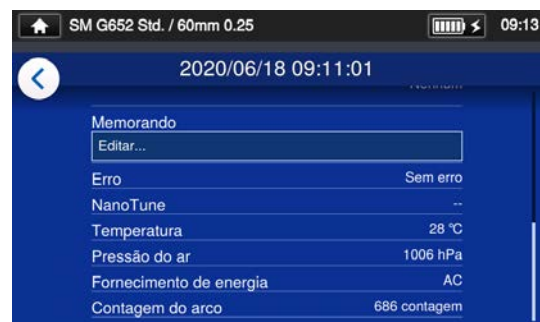 SM G652 Std. / 60mm 0.25 09:13
2020/06/18 09:11:01
Memorando
Editar...
Erro Sem erro
NanoTune --
Temperatura 28 ℃
Pressão do ar 1006 hPa
Fornecimento de energia AC
Contagem do arco 686 contagem